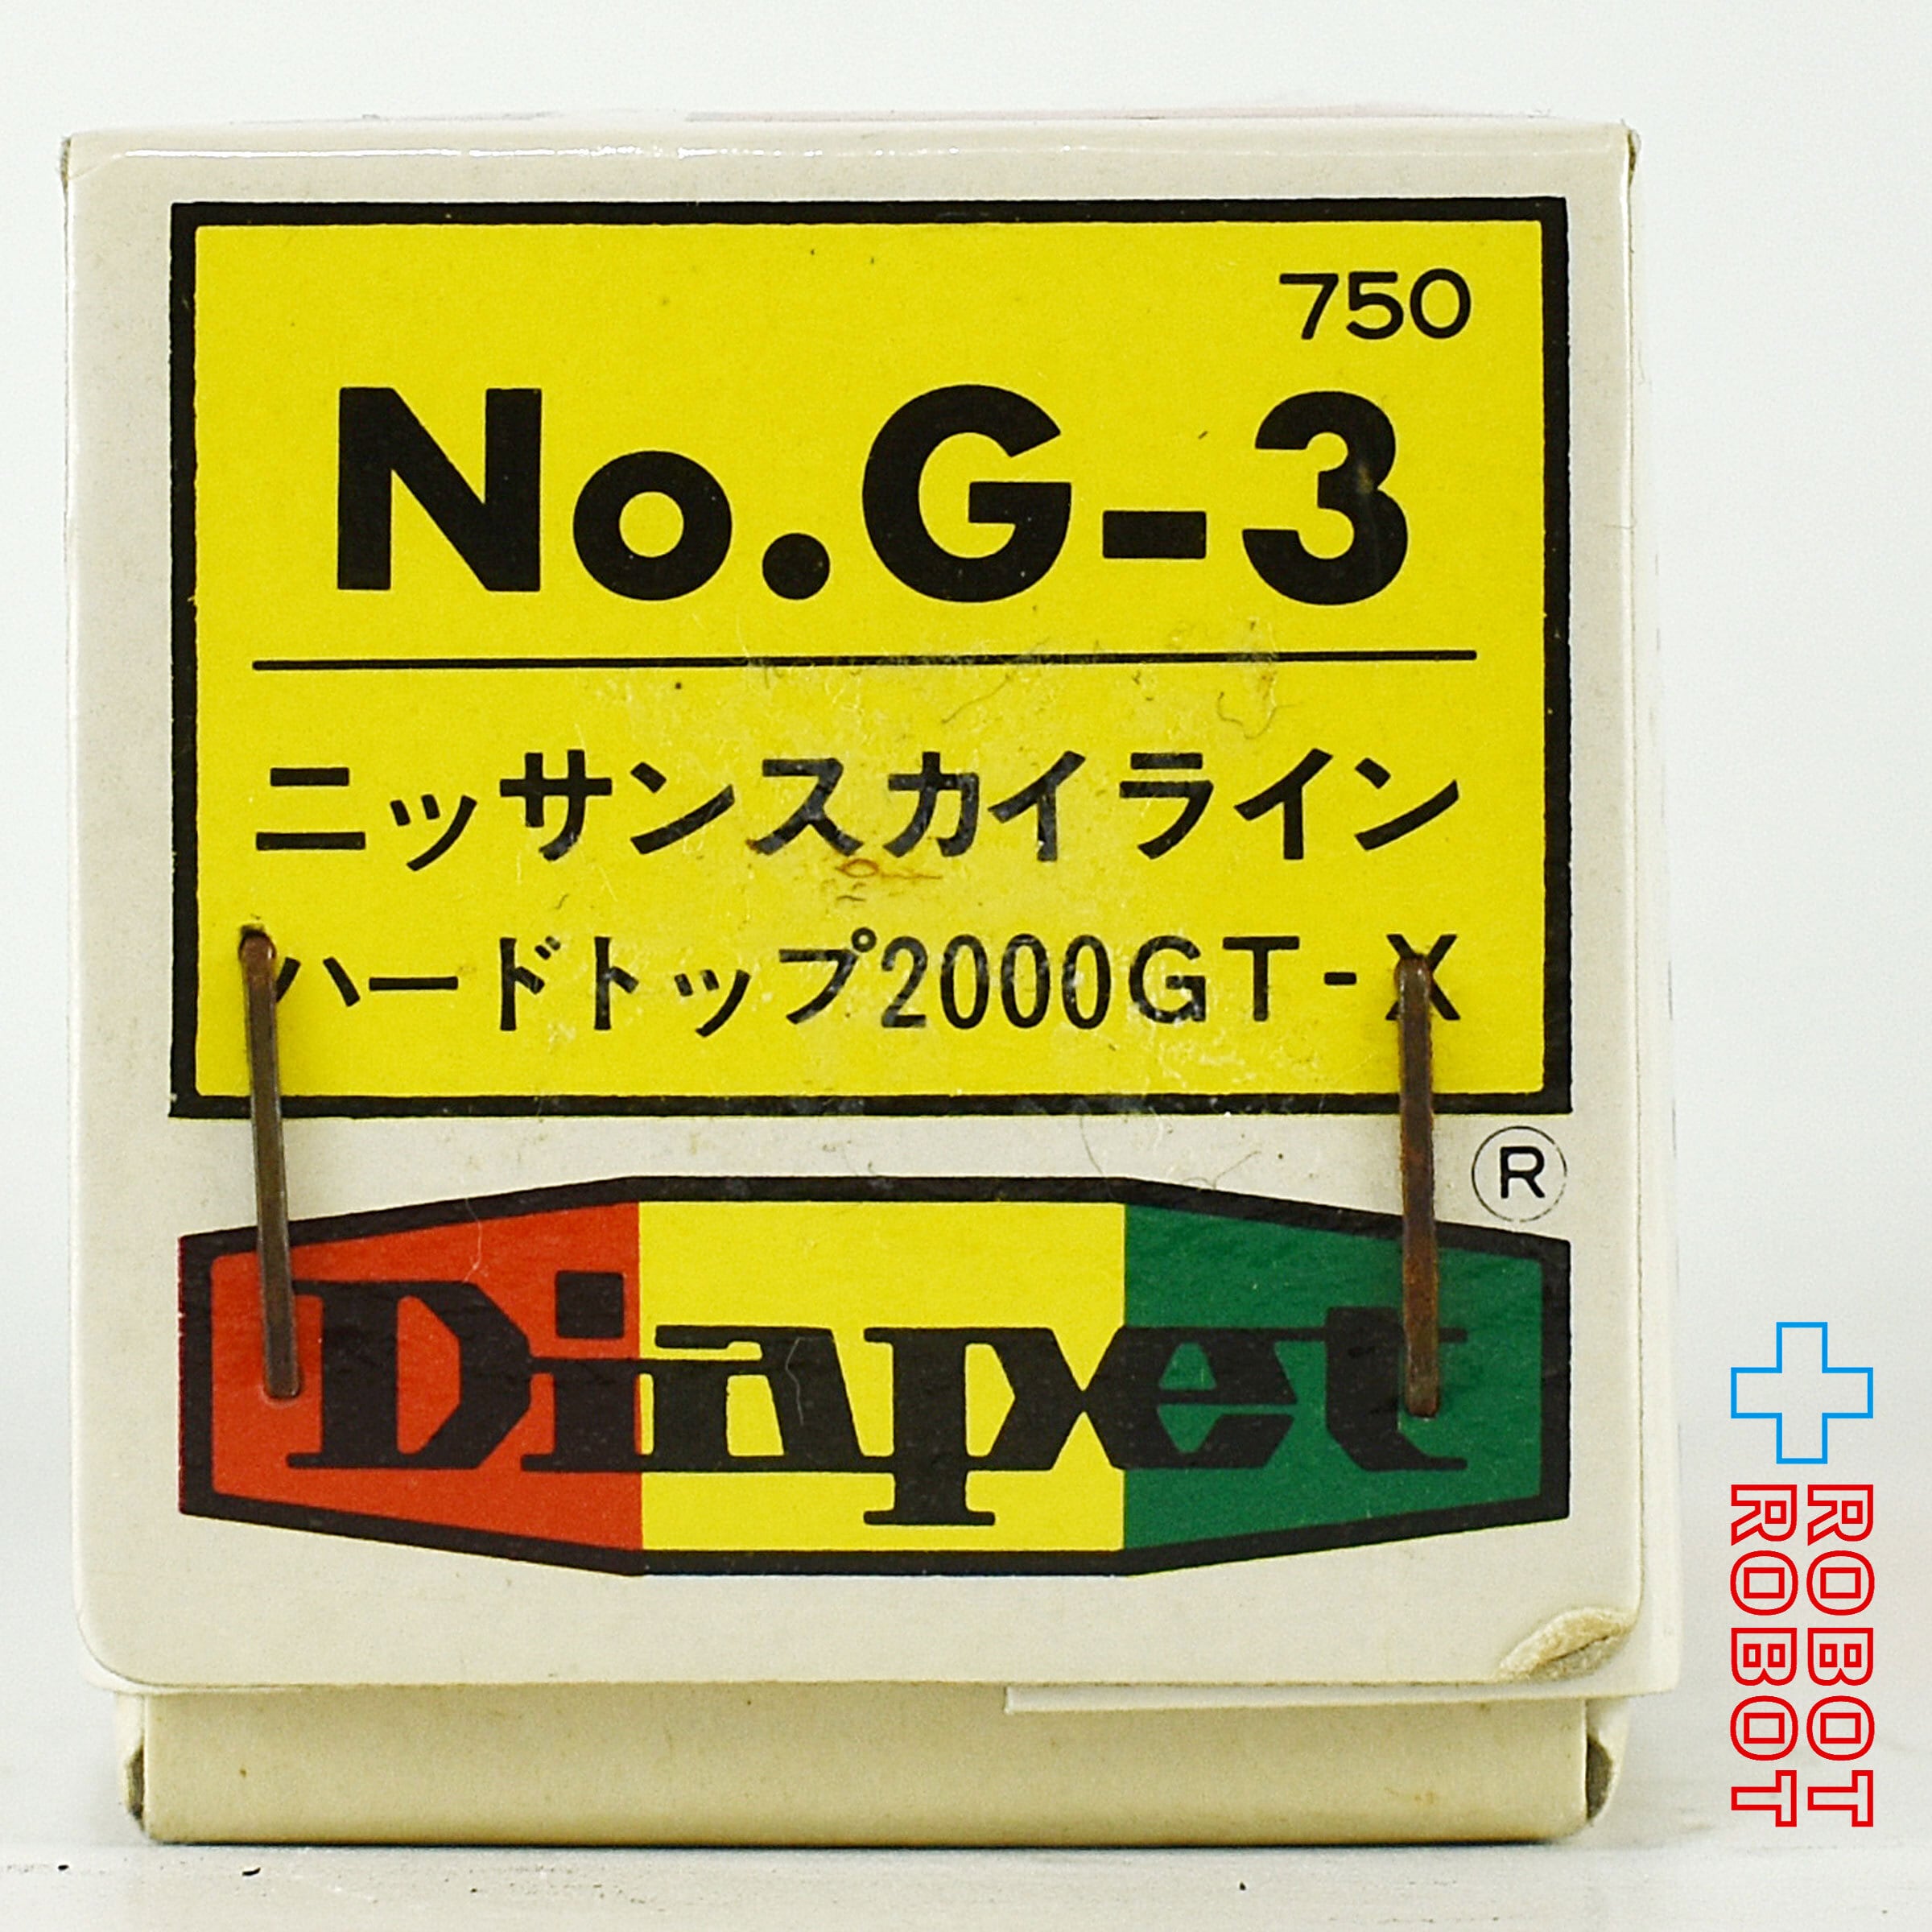 750
No.G-3
ニッサンスカイライン
ハードトップ2000GT-X
®
Diapet
ROBOT
ROBOT